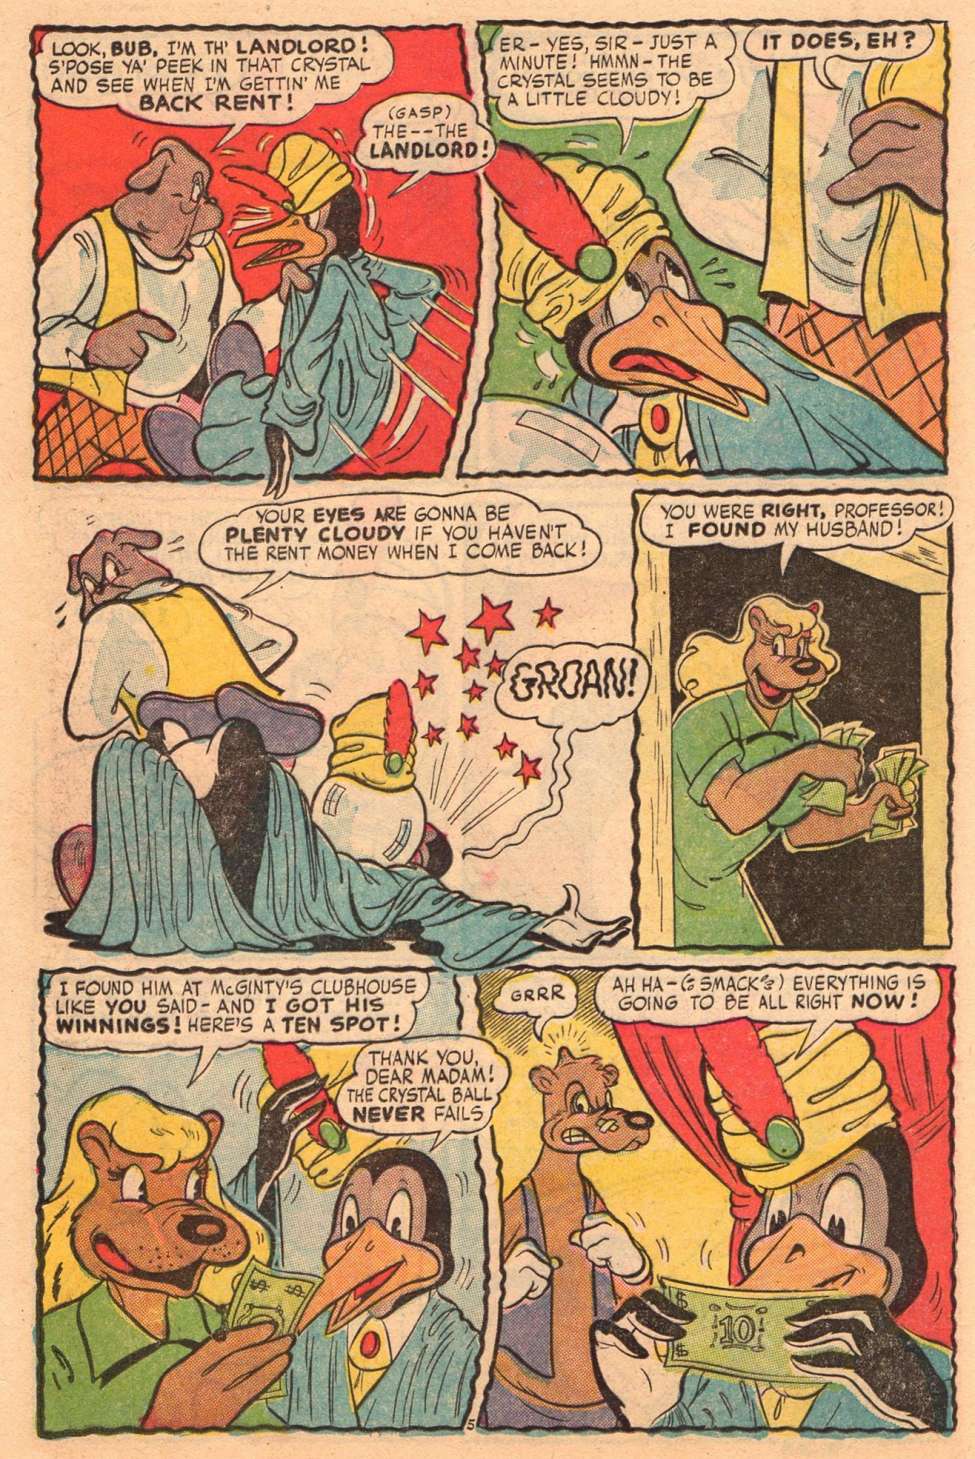 LOOK, BUB, I'M TH' LANDLORD!
S'POSE YA' PEEK IN THAT CRYSTAL
AND SEE WHEN I'M GETTIN' ME
BACK RENT!
(GASP)
THE--THE
LANDLORD!
ER-YES, SIR-JUST A
MINUTE! HMMN-THE
CRYSTAL SEEMS TO BE
A LITTLE CLOUDY!
IT DOES, EH?
YOUR EYES ARE GONNA BE
PLENTY CLOUDY IF YOU HAVEN'T
THE RENT MONEY WHEN I COME BACK!
GROAN!
YOU WERE RIGHT, PROFESSOR!
I FOUND MY HUSBAND!
I FOUND HIM AT McGINTY'S CLUBHOUSE
LIKE YOU SAID-AND I GOT HIS
WINNINGS! HERE'S A TEN SPOT!
THANK YOU,
DEAR MADAM!
THE CRYSTAL BALL
NEVER FAILS
$ $
GRRR
AH HA-(SMACK) EVERYTHING IS
GOING TO BE ALL RIGHT NOW!
$
10
$
5